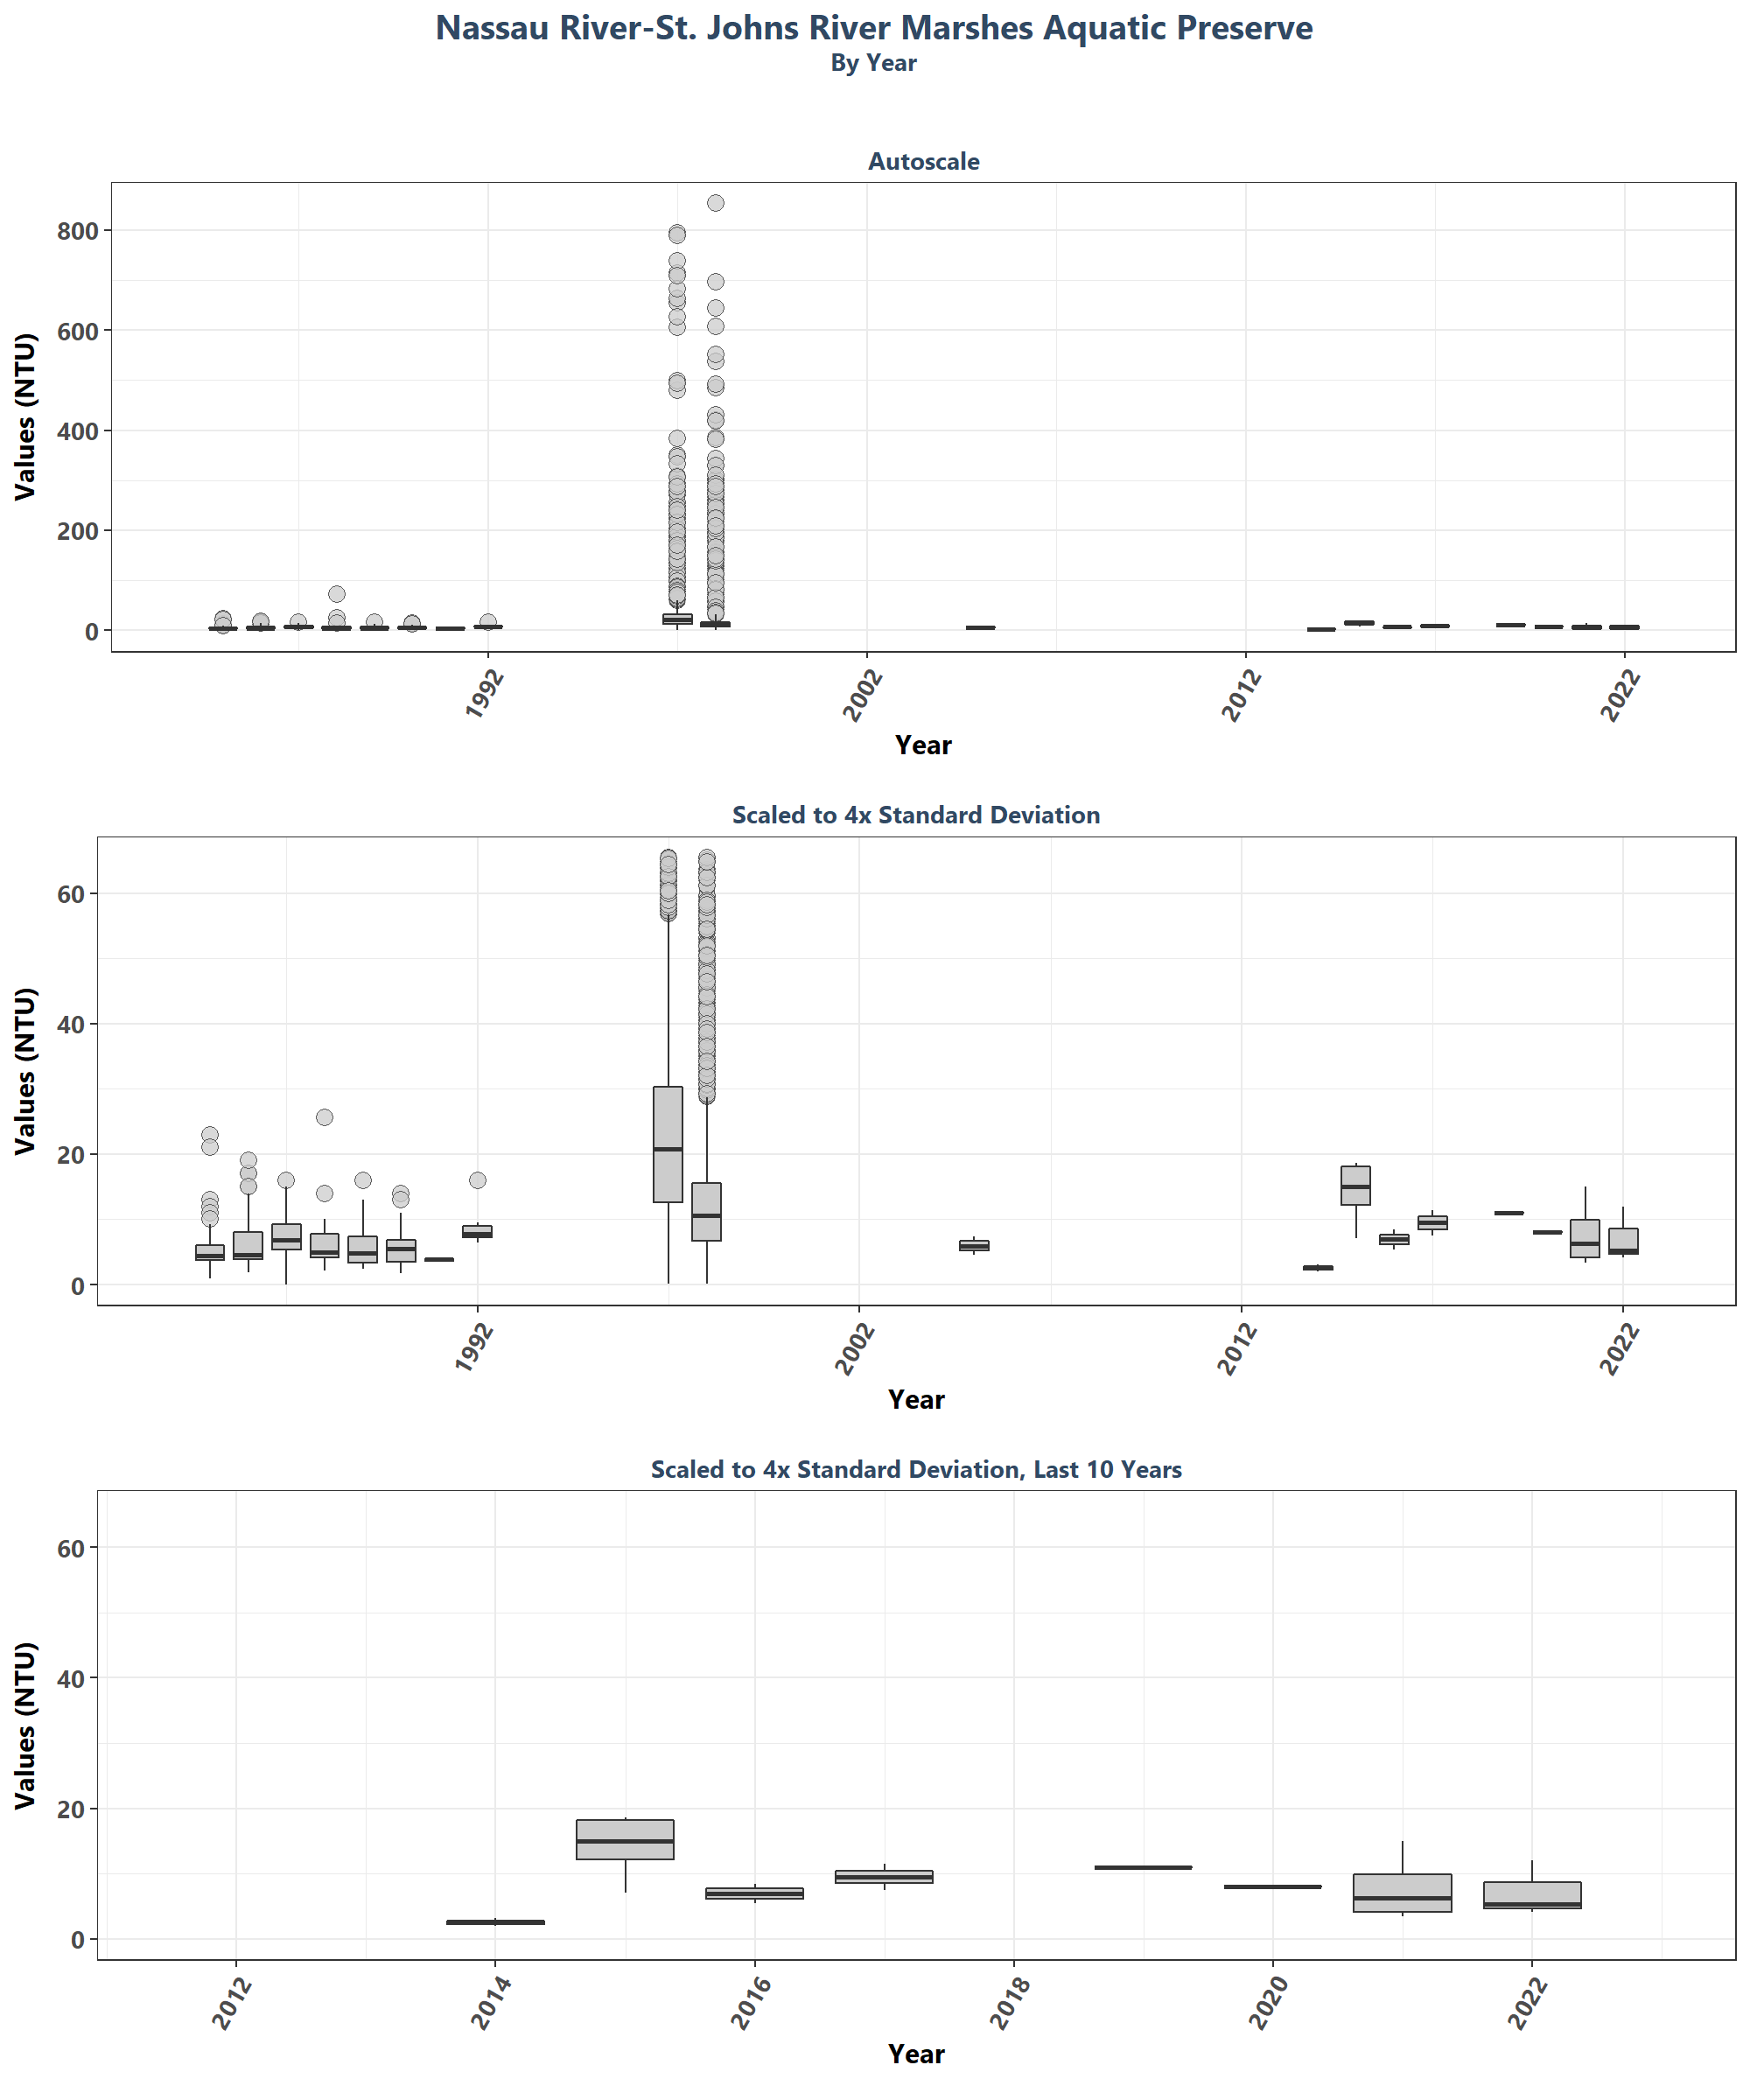 Nassau River-St. Johns River Marshes Aquatic Preserve
By Year
Autoscale
Values (NTU)
800
600
400
200
0
1992
2002
2012
2022
Year
Scaled to 4x Standard Deviation
Values (NTU)
60
40
20
0
1992
2002
2012
2022
Year
Scaled to 4x Standard Deviation, Last 10 Years
Values (NTU)
60
40
20
0
2012
2014
2016
2018
2020
2022
Year